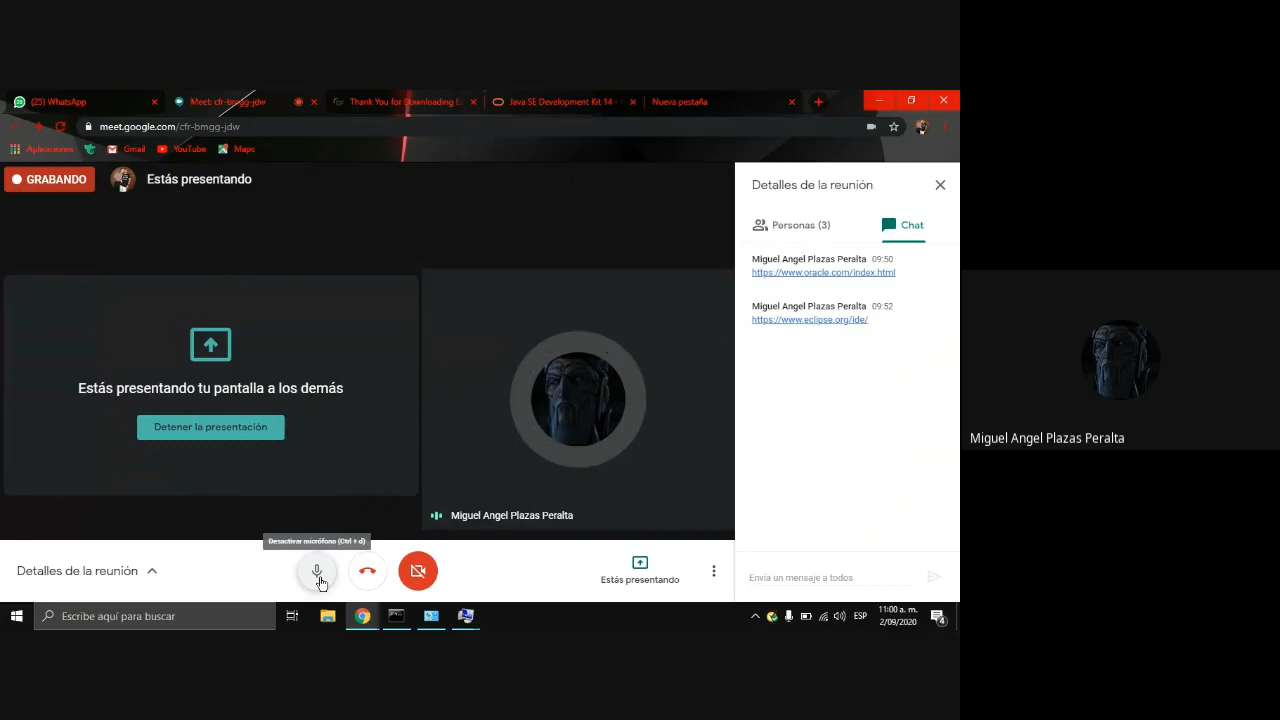 (25) WhatsApp
Meet: cfr-bmgg-jdw
Thank You for Downloading E
Java SE Development Kit 14 -
Nueva pestaña
meet.google.com/cfr-bmgg-jdw
Aplicaciones
Gmail
YouTube
Maps
GRABANDO
Estás presentando
Detalles de la reunión
Personas (3)
Chat
Miguel Angel Plazas Peralta 09:50
https://www.oracle.com/index.html
Miguel Angel Plazas Peralta 09:52
https://www.eclipse.org/ide/
Estás presentando tu pantalla a los demás
Detener la presentación
Miguel Angel Plazas Peralta
Miguel Angel Plazas Peralta
Desactivar micrófono (Ctrl + d)
Detalles de la reunión
Estás presentando
Envía un mensaje a todos
Escribe aquí para buscar
ESP
11:00 a. m.
2/09/2020
4